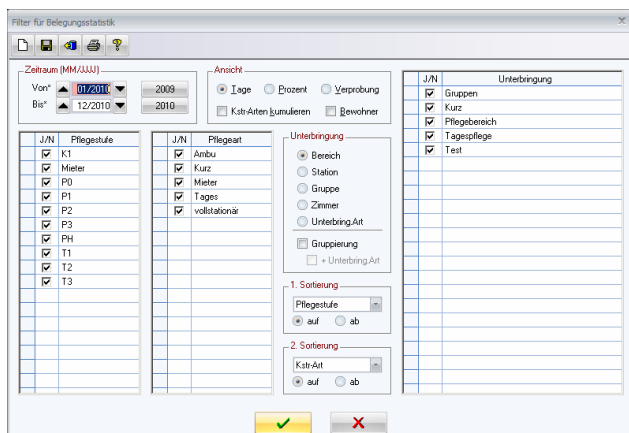 Filter für Belegungsstatistik
Zeitraum (MM/JJJJ)
Von* 01/2010 2009
Bis* 12/2010 2010
Ansicht
Tage Prozent Verprobung
Kstr-Arten kumulieren Bewohner
J/N Unterbringung
Gruppen
Kurz
Pflegebereich
Tagespflege
Test
J/N Pflegestufe
K1
Mieter
P0
P1
P2
P3
PH
T1
T2
T3
J/N Pflegeart
Ambu
Kurz
Mieter
Tages
vollstationär
Unterbringung
Bereich
Station
Gruppe
Zimmer
Unterbring.Art
Gruppierung
+ Unterbring.Art
1. Sortierung
Pflegestufe
auf ab
2. Sortierung
Kstr-Art
auf ab